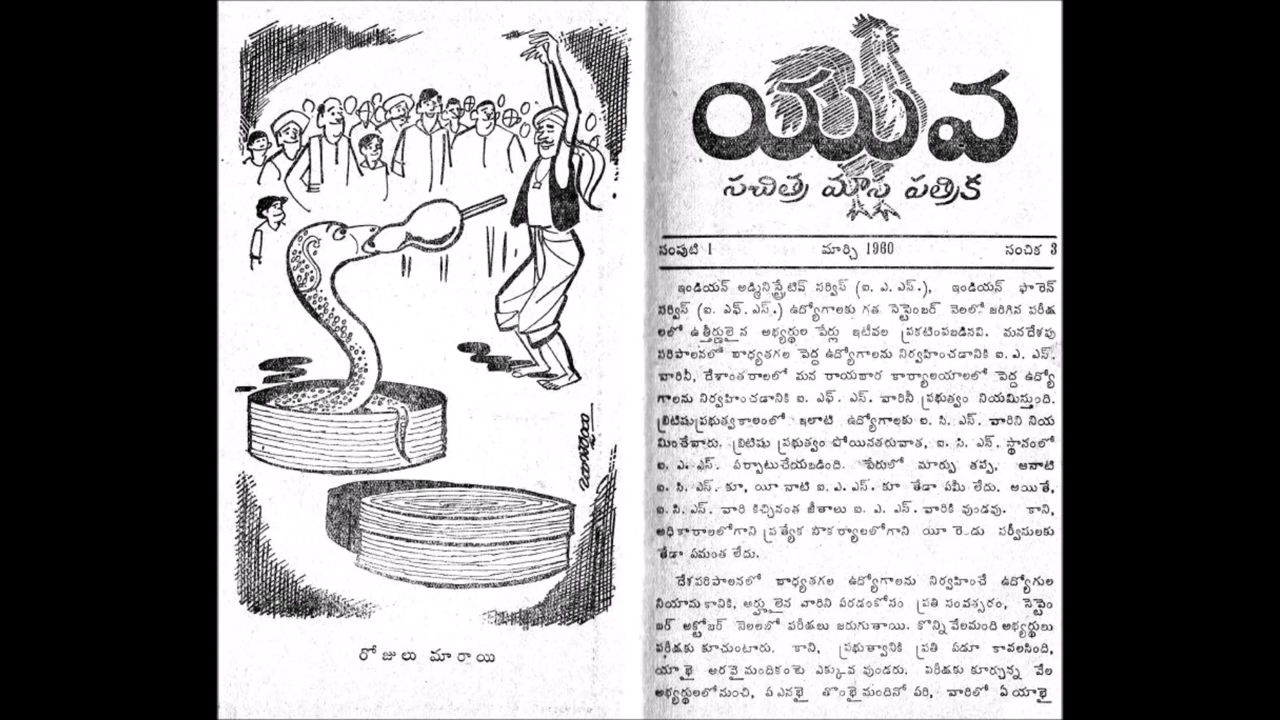 రోజులు మారాయి
యువ
సచిత్ర మాస పత్రిక
సంపుటి 1 మార్చి 1960 సంచిక 3
ఇండియన్ అడ్మినిస్ట్రేటివ్ సర్విస్ (ఐ. ఎ. ఎస్.), ఇండియన్ ఫారెన్
సర్విస్ (ఐ. ఎఫ్. ఎస్.) ఉద్యోగాలకు గత సెప్టెంబర్ నెలలో జరిగిన పరీక్ష
లలో ఉత్తీర్ణులైన అభ్యర్థుల పేర్లు ఇటీవల ప్రకటింపబడినవి. మనదేశపు
పరిపాలనలో బాధ్యతగల పెద్ద ఉద్యోగాలను నిర్వహించడానికి ఐ. ఎ. ఎస్.
వారినీ, దేశాంతరాలలో మన రాయబార కార్యాలయాలలో పెద్ద ఉద్యో
గాలను నిర్వహించడానికి ఐ. ఎఫ్. ఎస్. వారినీ ప్రభుత్వం నియమిస్తుంది.
బ్రిటిషుప్రభుత్వకాలంలో ఇలాటి ఉద్యోగాలకు ఐ. సి. ఎస్. వారిని నియ
మించేవారు. బ్రిటిషు ప్రభుత్వం పోయినతరువాత, ఐ. సి. ఎస్. స్థానంలో
ఐ. ఎ. ఎస్. ఏర్పాటుచేయబడింది. పేరులో మార్పు తప్ప, ఆనాటి
ఐ. సి. ఎస్. కూ, యీ నాటి ఐ. ఎ. ఎస్. కూ తేడా ఏమీ లేదు. అయితే,
ఐ. సి. ఎస్. వారి కిచ్చినంత జీతాలు ఐ. ఎ. ఎస్. వారికి వుండవు. కాని,
అధికారాలలోగాని ప్రత్యేక సౌకర్యాలలోగాని యీ రెండు సర్వీసులకు
తేడా ఏమంత లేదు.
దేశపరిపాలనలో బాధ్యతగల ఉద్యోగాలను నిర్వహించే ఉద్యోగుల
నియామకానికి, అర్హులైన వారిని ఏరడంకోసం ప్రతి సంవత్సరం, సెప్టెం
బర్ అక్టోబర్ నెలలలో పరీక్షలు జరుగుతాయి. కొన్ని వేలమంది అభ్యర్థులు
పరీక్షకు కూచుంటారు. కాని, ప్రభుత్వానికి ప్రతి ఏడూ కావలసింది,
యాభై అరవైమందికంటె ఎక్కువ వుండరు. పరీక్షకు కూర్చున్న వేల
అభ్యర్థులలోనుంచి, ఏ ఎనభై తొంభైమందినో ఏరి, వారిలో ఏ యాభై